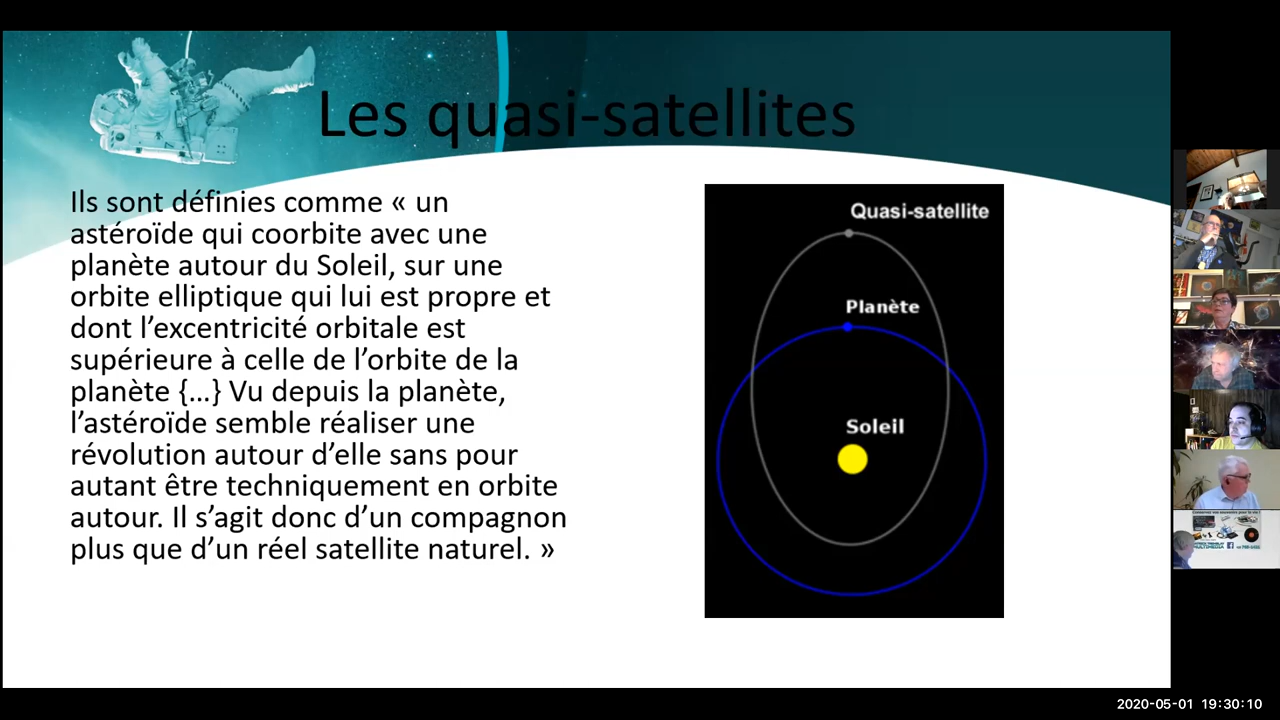 Les quasi-satellites
Ils sont définies comme « un
astéroïde qui coorbite avec une
planète autour du Soleil, sur une
orbite elliptique qui lui est propre et
dont l’excentricité orbitale est
supérieure à celle de l’orbite de la
planète {…} Vu depuis la planète,
l’astéroïde semble réaliser une
révolution autour d’elle sans pour
autant être techniquement en orbite
autour. Il s’agit donc d’un compagnon
plus que d’un réel satellite naturel. »
Quasi-satellite
Planète
Soleil
MULTIMEDIA
2020-05-01 19:30:10